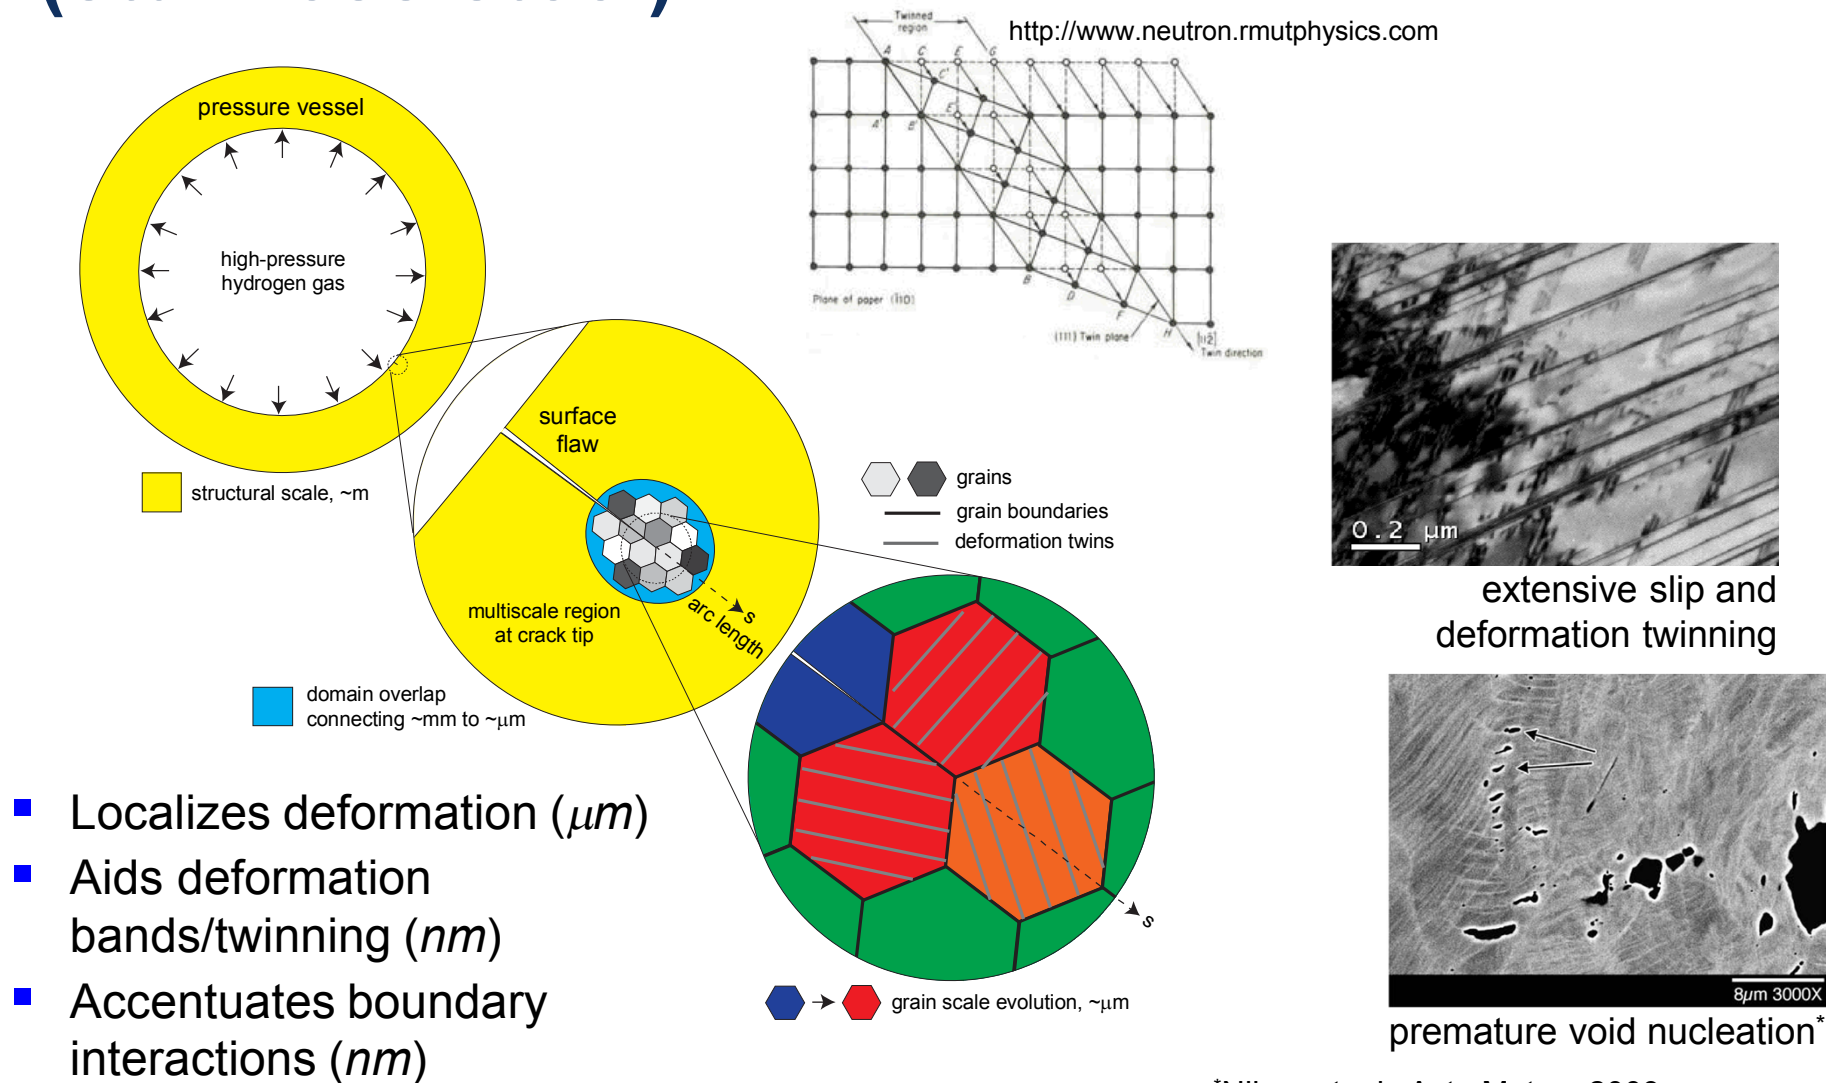 http://www.neutron.rmutphysics.com
Twinned
region
A C E G
C'
E'
A' B'
B
D
F
H
Plane of paper (1̄10)
(111) Twin plane
[112̄]
Twin direction
pressure vessel
high-pressure
hydrogen gas
structural scale, ~m
surface
flaw
multiscale region
at crack tip
s
arc length
domain overlap
connecting ~mm to ~μm
grains
grain boundaries
deformation twins
s
grain scale evolution, ~μm
0.2 μm
extensive slip and
deformation twinning
8μm 3000X
premature void nucleation*
Localizes deformation (μm)
Aids deformation
bands/twinning (nm)
Accentuates boundary
interactions (nm)